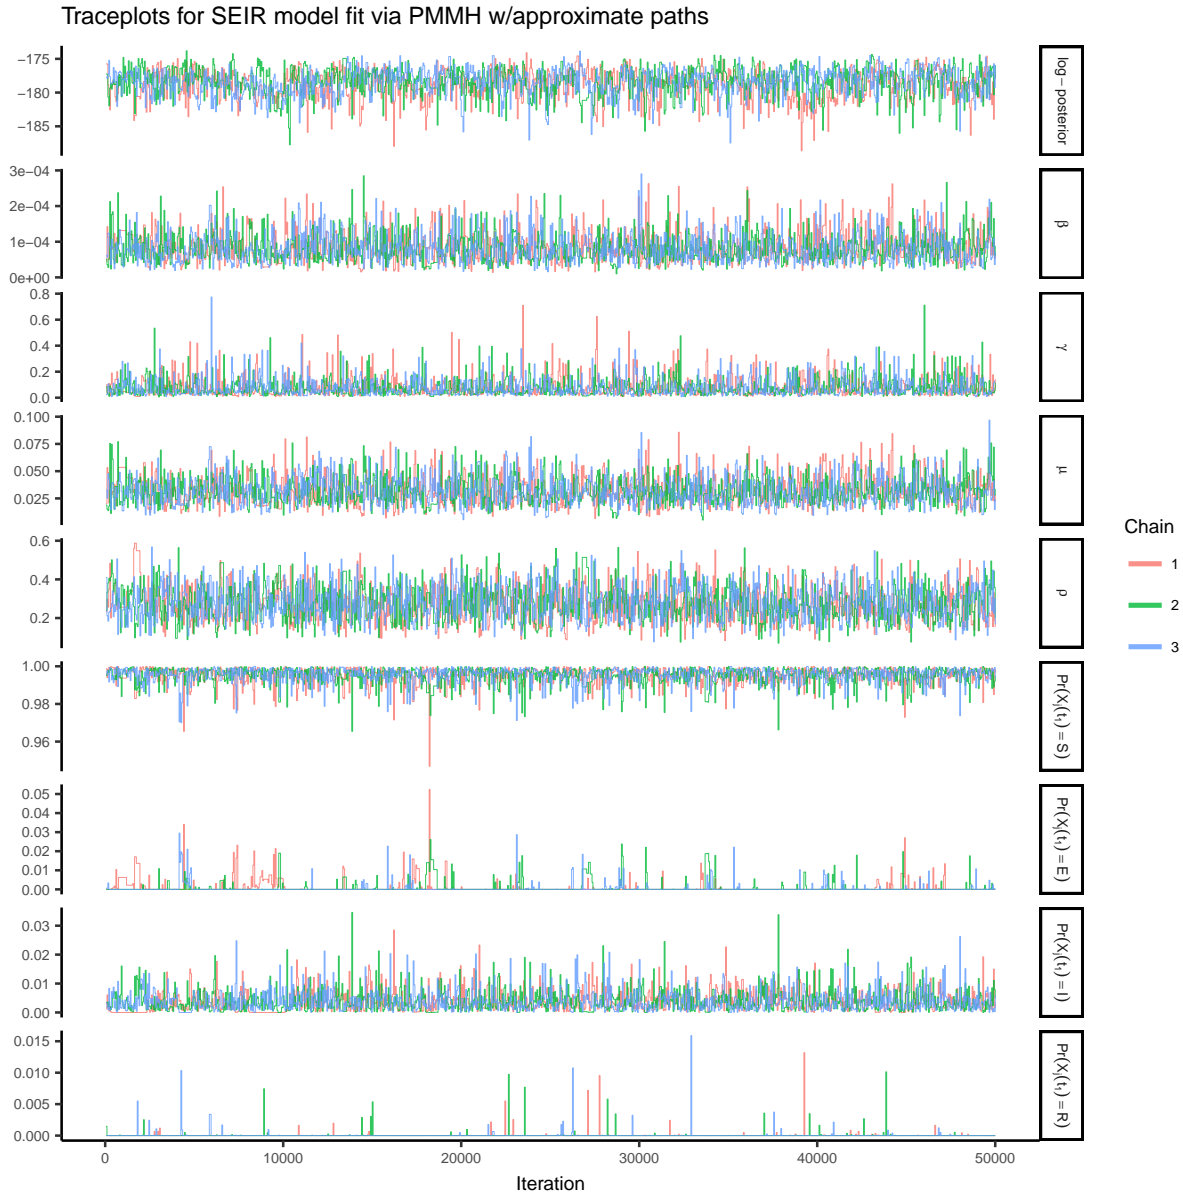 Traceplots for SEIR model fit via PMMH w/approximate paths
−175
−180
−185
log− posterior
3e−04
2e−04
1e−04
0e+00
β
0.8
0.6
0.4
0.2
0.0
γ
0.100
0.075
0.050
0.025
μ
0.6
0.4
0.2
ρ
1.00
0.98
0.96
Pr(Xj(t1) = S)
0.05
0.04
0.03
0.02
0.01
0.00
Pr(Xj(t1) = E)
0.03
0.02
0.01
0.00
Pr(Xj(t1) = I)
0.015
0.010
0.005
0.000
Pr(Xj(t1) = R)
0
10000
20000
30000
40000
50000
Iteration
Chain
1
2
3